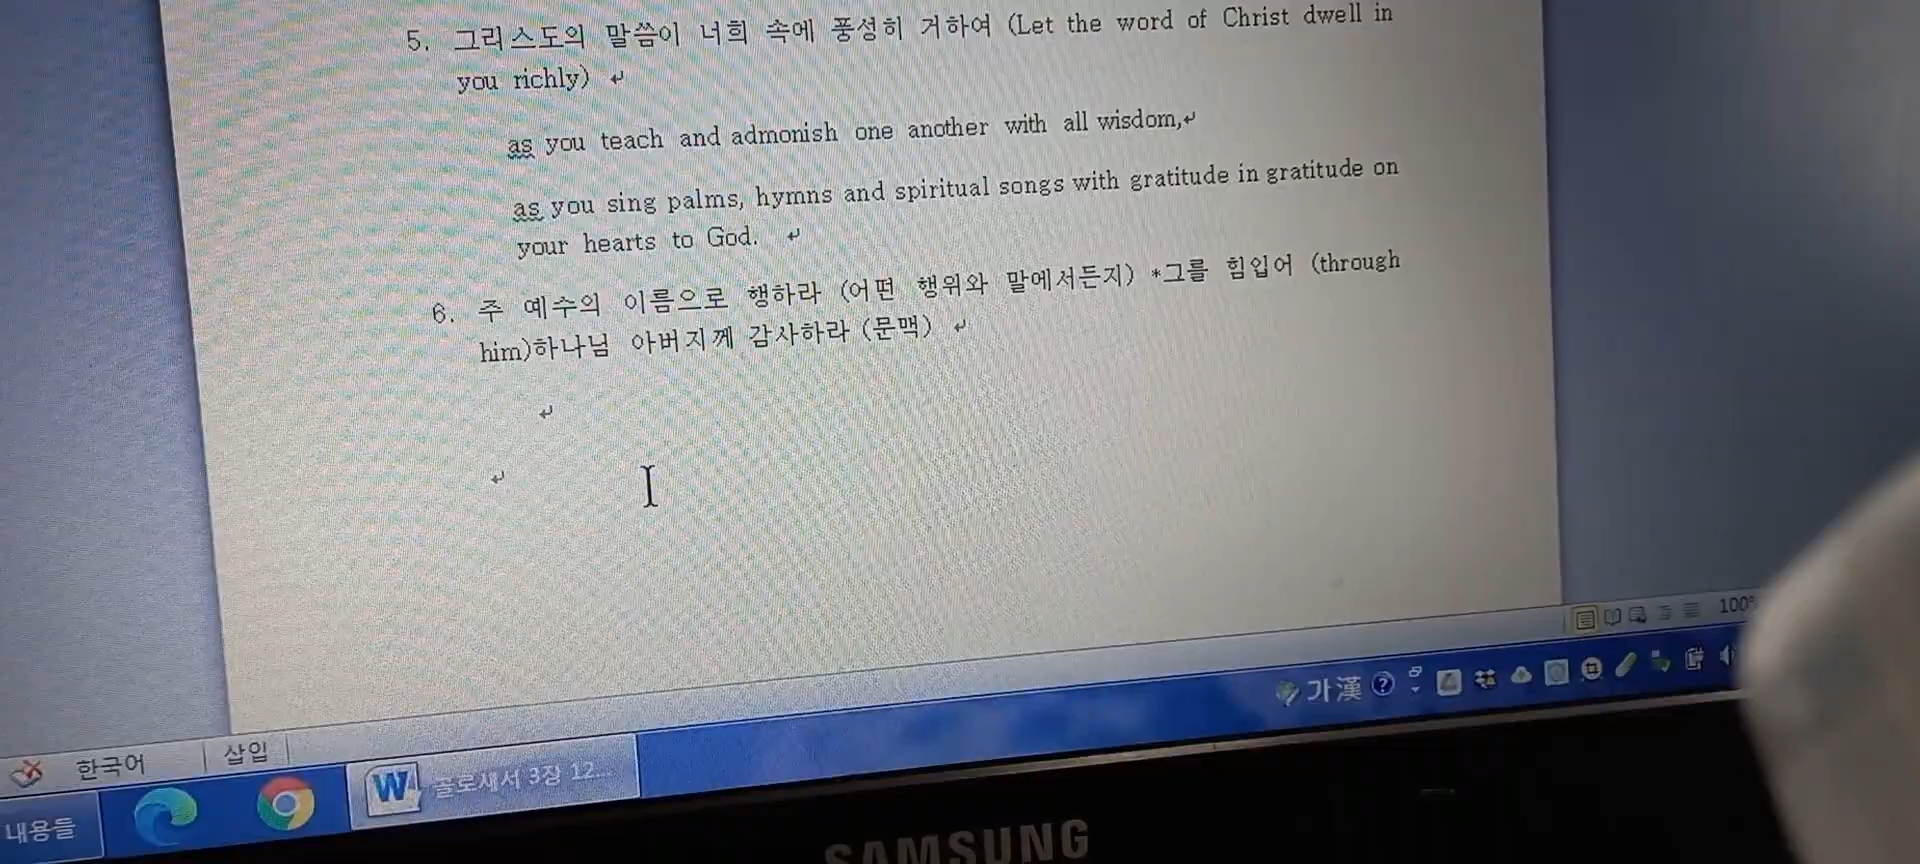 5. 그리스도의 말씀이 너희 속에 풍성히 거하여 (Let the word of Christ dwell in
you richly)
as you teach and admonish one another with all wisdom,
as you sing palms, hymns and spiritual songs with gratitude in gratitude on
your hearts to God.
6. 주 예수의 이름으로 행하라 (어떤 행위와 말에서든지) *그를 힘입어 (through
him)하나님 아버지께 감사하라 (문맥)
100%
가漢
한국어 삽입
내용들
골로새서 3장 12...
SAMSUNG